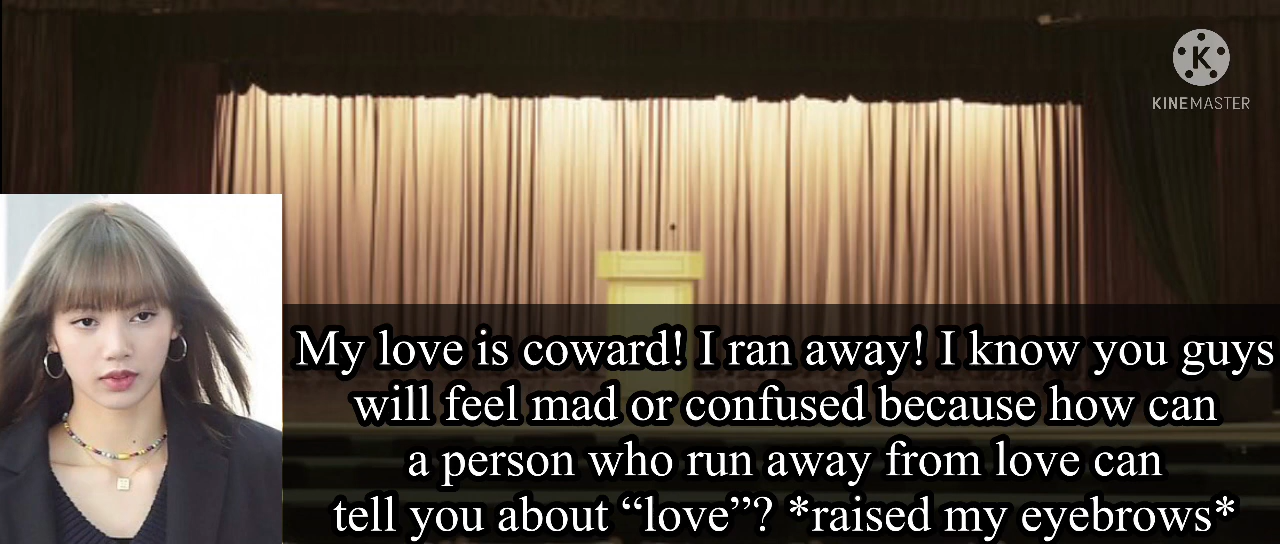 K
KINEMASTER
My love is coward! I ran away! I know you guys
will feel mad or confused because how can
a person who run away from love can
tell you about “love”? *raised my eyebrows*